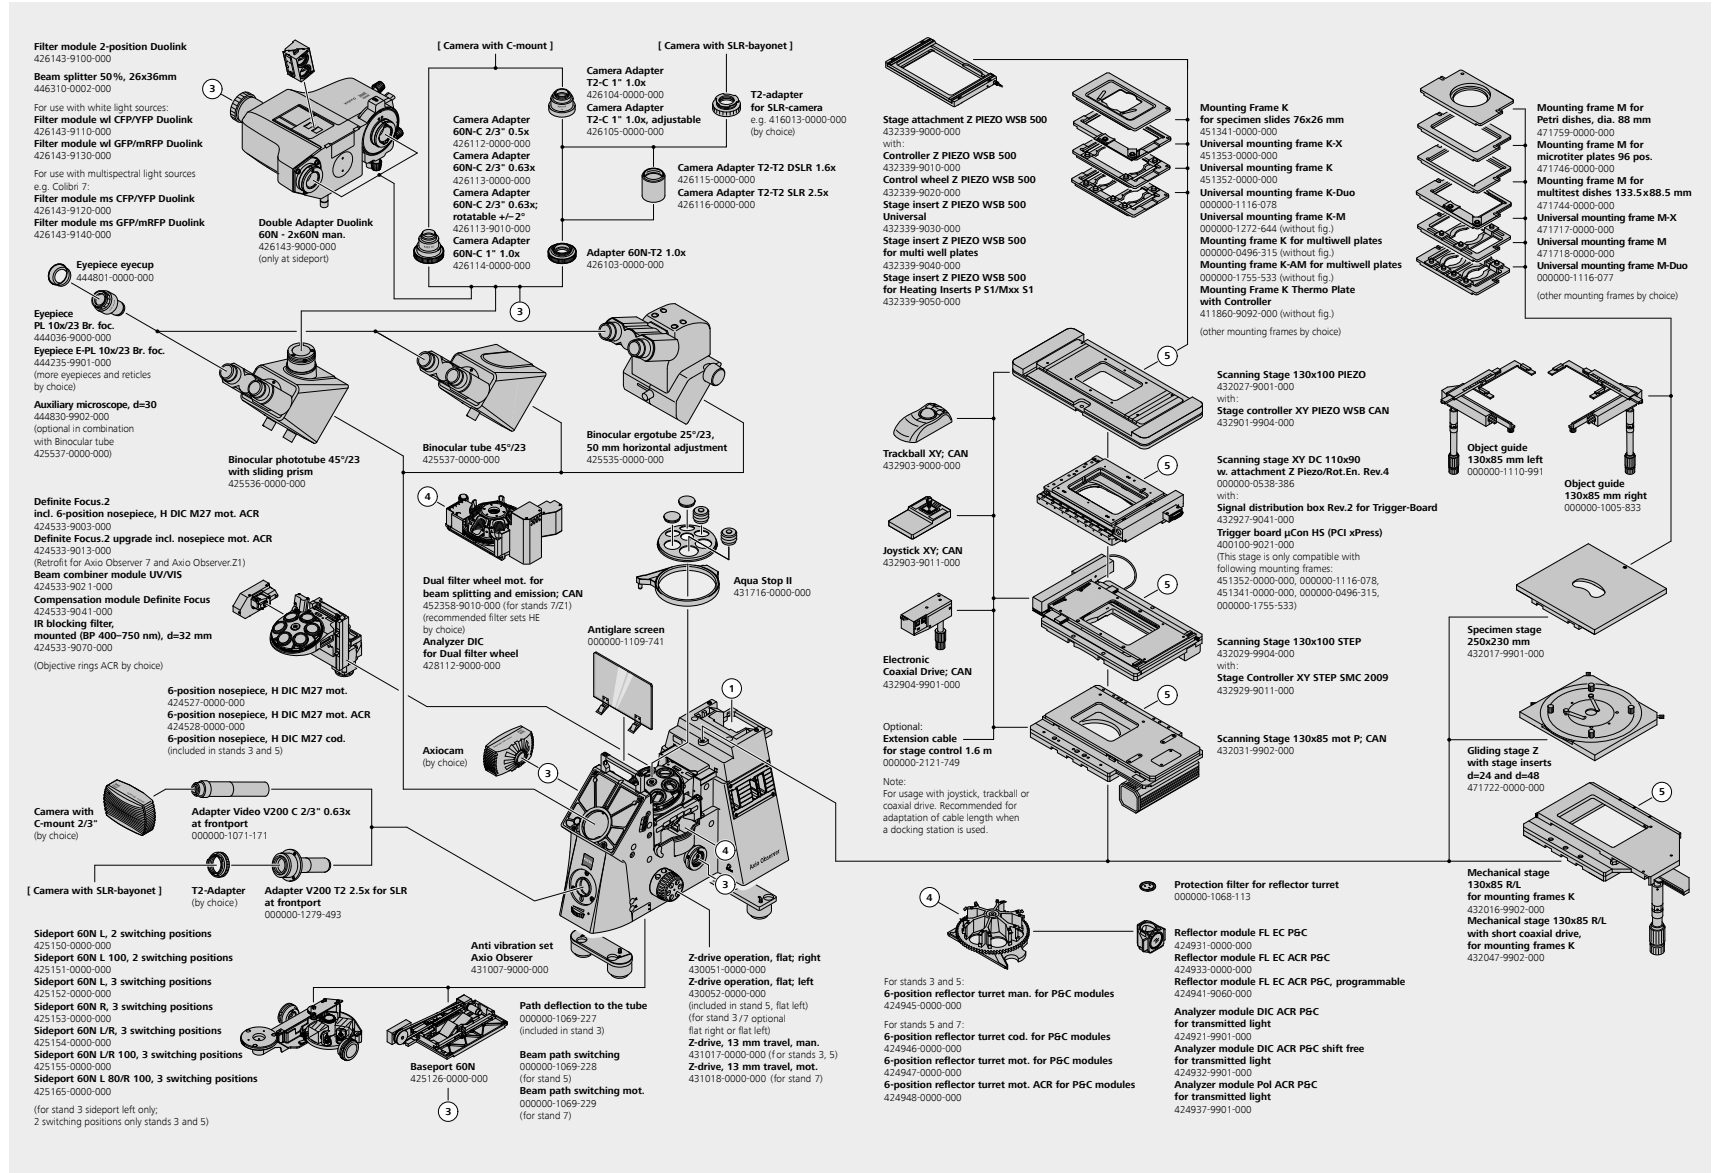 Filter module 2-position Duolink
426143-9100-000
Beam splitter 50%, 26x36mm
446310-0002-000
For use with white light sources:
Filter module wl CFP/YFP Duolink
426143-9110-000
Filter module wl GFP/mRFP Duolink
426143-9130-000
For use with multispectral light sources
e.g. Colibri 7:
Filter module ms CFP/YFP Duolink
426143-9120-000
Filter module ms GFP/mRFP Duolink
426143-9140-000
3
Double Adapter Duolink
60N - 2x60N man.
426143-9000-000
(only at sideport)
[ Camera with C-mount ]
[ Camera with SLR-bayonet ]
Camera Adapter
T2-C 1" 1.0x
426104-0000-000
Camera Adapter
T2-C 1" 1.0x, adjustable
426105-0000-000
T2-adapter
for SLR-camera
e.g. 416013-0000-000
(by choice)
Camera Adapter
60N-C 2/3" 0.5x
426112-0000-000
Camera Adapter
60N-C 2/3" 0.63x
426113-0000-000
Camera Adapter
60N-C 2/3" 0.63x;
rotatable +/−2°
426113-9010-000
Camera Adapter
60N-C 1" 1.0x
426114-0000-000
Camera Adapter T2-T2 DSLR 1.6x
426115-0000-000
Camera Adapter T2-T2 SLR 2.5x
426116-0000-000
Adapter 60N-T2 1.0x
426103-0000-000
3
Eyepiece eyecup
444801-0000-000
Eyepiece
PL 10x/23 Br. foc.
444036-9000-000
Eyepiece E-PL 10x/23 Br. foc.
444235-9901-000
(more eyepieces and reticles
by choice)
Auxiliary microscope, d=30
444830-9902-000
(optional in combination
with Binocular tube
425537-0000-000)
Binocular phototube 45°/23
with sliding prism
425536-0000-000
Binocular tube 45°/23
425537-0000-000
Binocular ergotube 25°/23,
50 mm horizontal adjustment
425535-0000-000
Definite Focus.2
incl. 6-position nosepiece, H DIC M27 mot. ACR
424533-9003-000
Definite Focus.2 upgrade incl. nosepiece mot. ACR
424533-9013-000
(Retrofit for Axio Observer 7 and Axio Observer.Z1)
Beam combiner module UV/VIS
424533-9021-000
Compensation module Definite Focus
424533-9041-000
IR blocking filter,
mounted (BP 400–750 nm), d=32 mm
424533-9070-000
(Objective rings ACR by choice)
6-position nosepiece, H DIC M27 mot.
424527-0000-000
6-position nosepiece, H DIC M27 mot. ACR
424528-0000-000
6-position nosepiece, H DIC M27 cod.
(included in stands 3 and 5)
4
Dual filter wheel mot. for
beam splitting and emission; CAN
452358-9010-000 (for stands 7/Z1)
(recommended filter sets HE
by choice)
Analyzer DIC
for Dual filter wheel
428112-9000-000
Aqua Stop II
431716-0000-000
Antiglare screen
000000-1109-741
1
Axiocam
(by choice)
3
4
3
Axio Observer
Camera with
C-mount 2/3"
(by choice)
Adapter Video V200 C 2/3" 0.63x
at frontport
000000-1071-171
[ Camera with SLR-bayonet ]
T2-Adapter
(by choice)
Adapter V200 T2 2.5x for SLR
at frontport
000000-1279-493
Sideport 60N L, 2 switching positions
425150-0000-000
Sideport 60N L 100, 2 switching positions
425151-0000-000
Sideport 60N L, 3 switching positions
425152-0000-000
Sideport 60N R, 3 switching positions
425153-0000-000
Sideport 60N L/R, 3 switching positions
425154-0000-000
Sideport 60N L/R 100, 3 switching positions
425155-0000-000
Sideport 60N L 80/R 100, 3 switching positions
425165-0000-000
(for stand 3 sideport left only;
2 switching positions only stands 3 and 5)
Anti vibration set
Axio Obserer
431007-9000-000
Baseport 60N
425126-0000-000
3
Path deflection to the tube
000000-1069-227
(included in stand 3)
Beam path switching
000000-1069-228
(for stand 5)
Beam path switching mot.
000000-1069-229
(for stand 7)
Z-drive operation, flat; right
430051-0000-000
Z-drive operation, flat; left
430052-0000-000
(included in stand 5, flat left)
(for stand 3/7 optional
flat right or flat left)
Z-drive, 13 mm travel, man.
431017-0000-000 (for stands 3, 5)
Z-drive, 13 mm travel, mot.
431018-0000-000 (for stand 7)
Stage attachment Z PIEZO WSB 500
432339-9000-000
with:
Controller Z PIEZO WSB 500
432339-9010-000
Control wheel Z PIEZO WSB 500
432339-9020-000
Stage insert Z PIEZO WSB 500
Universal
432339-9030-000
Stage insert Z PIEZO WSB 500
for multi well plates
432339-9040-000
Stage insert Z PIEZO WSB 500
for Heating Inserts P S1/Mxx S1
432339-9050-000
Mounting Frame K
for specimen slides 76x26 mm
451341-0000-000
Universal mounting frame K-X
451353-0000-000
Universal mounting frame K
451352-0000-000
Universal mounting frame K-Duo
000000-1116-078
Universal mounting frame K-M
000000-1272-644 (without fig.)
Mounting frame K for multiwell plates
000000-0496-315 (without fig.)
Mounting frame K-AM for multiwell plates
000000-1755-533 (without fig.)
Mounting Frame K Thermo Plate
with Controller
411860-9092-000 (without fig.)
(other mounting frames by choice)
Mounting frame M for
Petri dishes, dia. 88 mm
471759-0000-000
Mounting frame M for
microtiter plates 96 pos.
471746-0000-000
Mounting frame M for
multitest dishes 133.5x88.5 mm
471744-0000-000
Universal mounting frame M-X
471717-0000-000
Universal mounting frame M
471718-0000-000
Universal mounting frame M-Duo
000000-1116-077
(other mounting frames by choice)
5
Scanning Stage 130x100 PIEZO
432027-9001-000
with:
Stage controller XY PIEZO WSB CAN
432901-9904-000
Trackball XY; CAN
432903-9000-000
5
Scanning stage XY DC 110x90
w. attachment Z Piezo/Rot.En. Rev.4
000000-0538-386
with:
Signal distribution box Rev.2 for Trigger-Board
432927-9041-000
Trigger board µCon HS (PCI xPress)
400100-9021-000
(This stage is only compatible with
following mounting frames:
451352-0000-000, 000000-1116-078,
451341-0000-000, 000000-0496-315,
000000-1755-533)
Joystick XY; CAN
432903-9011-000
5
Scanning Stage 130x100 STEP
432029-9904-000
with:
Stage Controller XY STEP SMC 2009
432929-9011-000
Electronic
Coaxial Drive; CAN
432904-9901-000
5
Scanning Stage 130x85 mot P; CAN
432031-9902-000
Optional:
Extension cable
for stage control 1.6 m
000000-2121-749
Note:
For usage with joystick, trackball or
coaxial drive. Recommended for
adaptation of cable length when
a docking station is used.
Object guide
130x85 mm left
000000-1110-991
Object guide
130x85 mm right
000000-1005-833
Specimen stage
250x230 mm
432017-9901-000
Gliding stage Z
with stage inserts
d=24 and d=48
471722-0000-000
5
Mechanical stage
130x85 R/L
for mounting frames K
432016-9902-000
Mechanical stage 130x85 R/L
with short coaxial drive,
for mounting frames K
432047-9902-000
4
For stands 3 and 5:
6-position reflector turret man. for P&C modules
424945-0000-000
For stands 5 and 7:
6-position reflector turret cod. for P&C modules
424946-0000-000
6-position reflector turret mot. for P&C modules
424947-0000-000
6-position reflector turret mot. ACR for P&C modules
424948-0000-000
Protection filter for reflector turret
000000-1068-113
Reflector module FL EC P&C
424931-0000-000
Reflector module FL EC ACR P&C
424933-0000-000
Reflector module FL EC ACR P&C, programmable
424941-9060-000
Analyzer module DIC ACR P&C
for transmitted light
424921-9901-000
Analyzer module DIC ACR P&C shift free
for transmitted light
424932-9901-000
Analyzer module Pol ACR P&C
for transmitted light
424937-9901-000